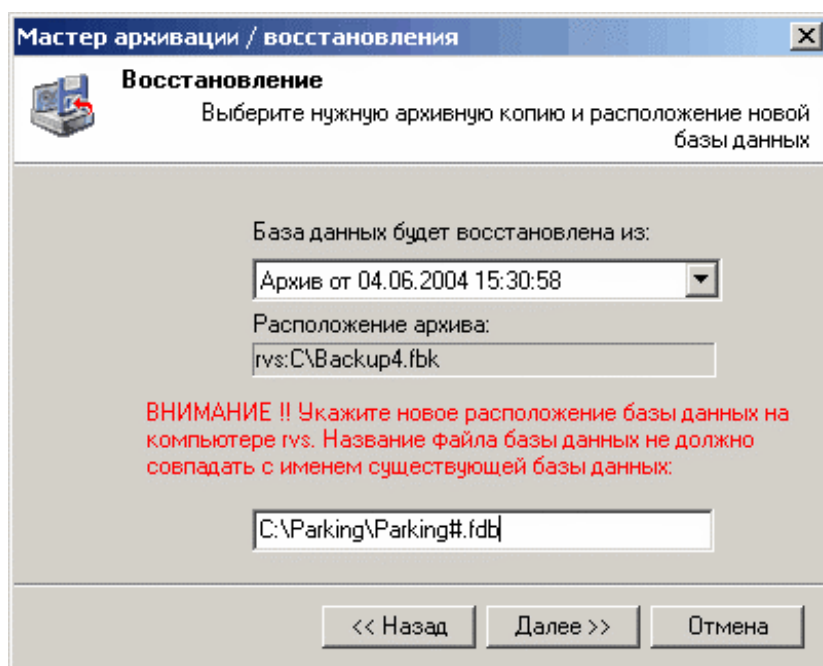 Мастер архивации / восстановления
Восстановление
Выберите нужную архивную копию и расположение новой
базы данных
База данных будет восстановлена из:
Архив от 04.06.2004 15:30:58
Расположение архива:
rvs:C\Backup4.fbk
ВНИМАНИЕ !! Укажите новое расположение базы данных на
компьютере rvs. Название файла базы данных не должно
совпадать с именем существующей базы данных:
C:\Parking\Parking#.fdb
<< Назад
Далее >>
Отмена